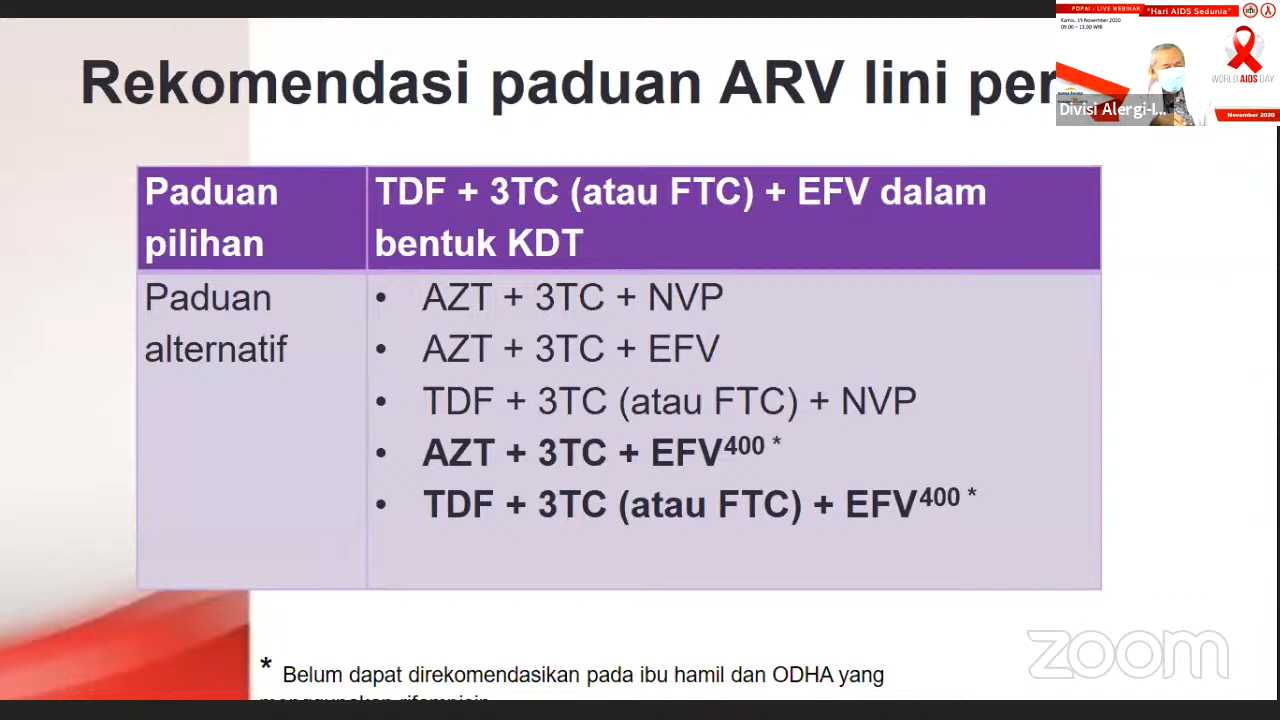 Rekomendasi paduan ARV lini per
PDPAI - LIVE WEBINAR
"Hari AIDS Sedunia"
Kamis, 19 November 2020
09.00 – 13.00 WIB
WORLD AIDS DAY
Divisi Alergi-I...
November 2020
Paduan pilihan
TDF + 3TC (atau FTC) + EFV dalam
bentuk KDT
Paduan
alternatif
• AZT + 3TC + NVP
• AZT + 3TC + EFV
• TDF + 3TC (atau FTC) + NVP
• AZT + 3TC + EFV400 *
• TDF + 3TC (atau FTC) + EFV400 *
* Belum dapat direkomendasikan pada ibu hamil dan ODHA yang
zoom